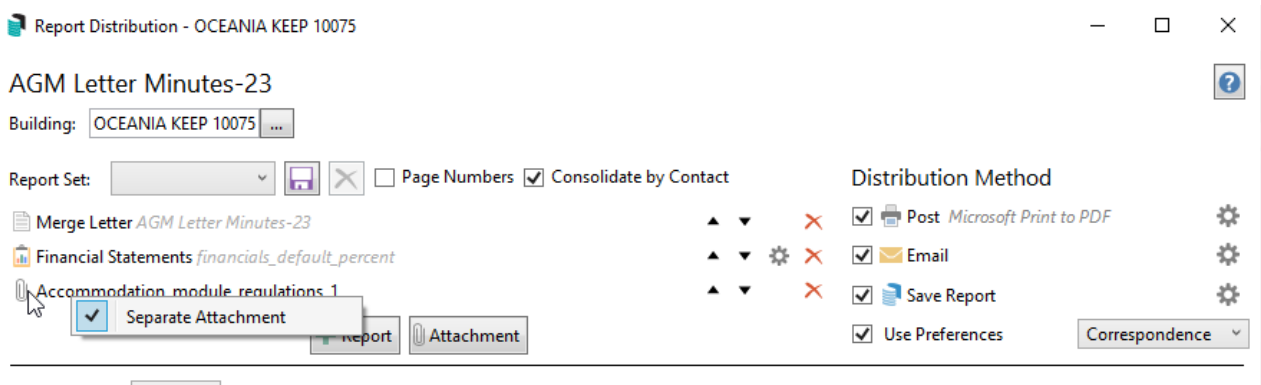 Report Distribution - OCEANIA KEEP 10075
AGM Letter Minutes-23
Building: OCEANIA KEEP 10075 ...
Report Set: Page Numbers Consolidate by Contact
Merge Letter AGM Letter Minutes-23
Financial Statements financials_default_percent
Accommodation_module_regulations_1
Separate Attachment
Report Attachment
Distribution Method
Post Microsoft Print to PDF
Email
Save Report
Use Preferences Correspondence